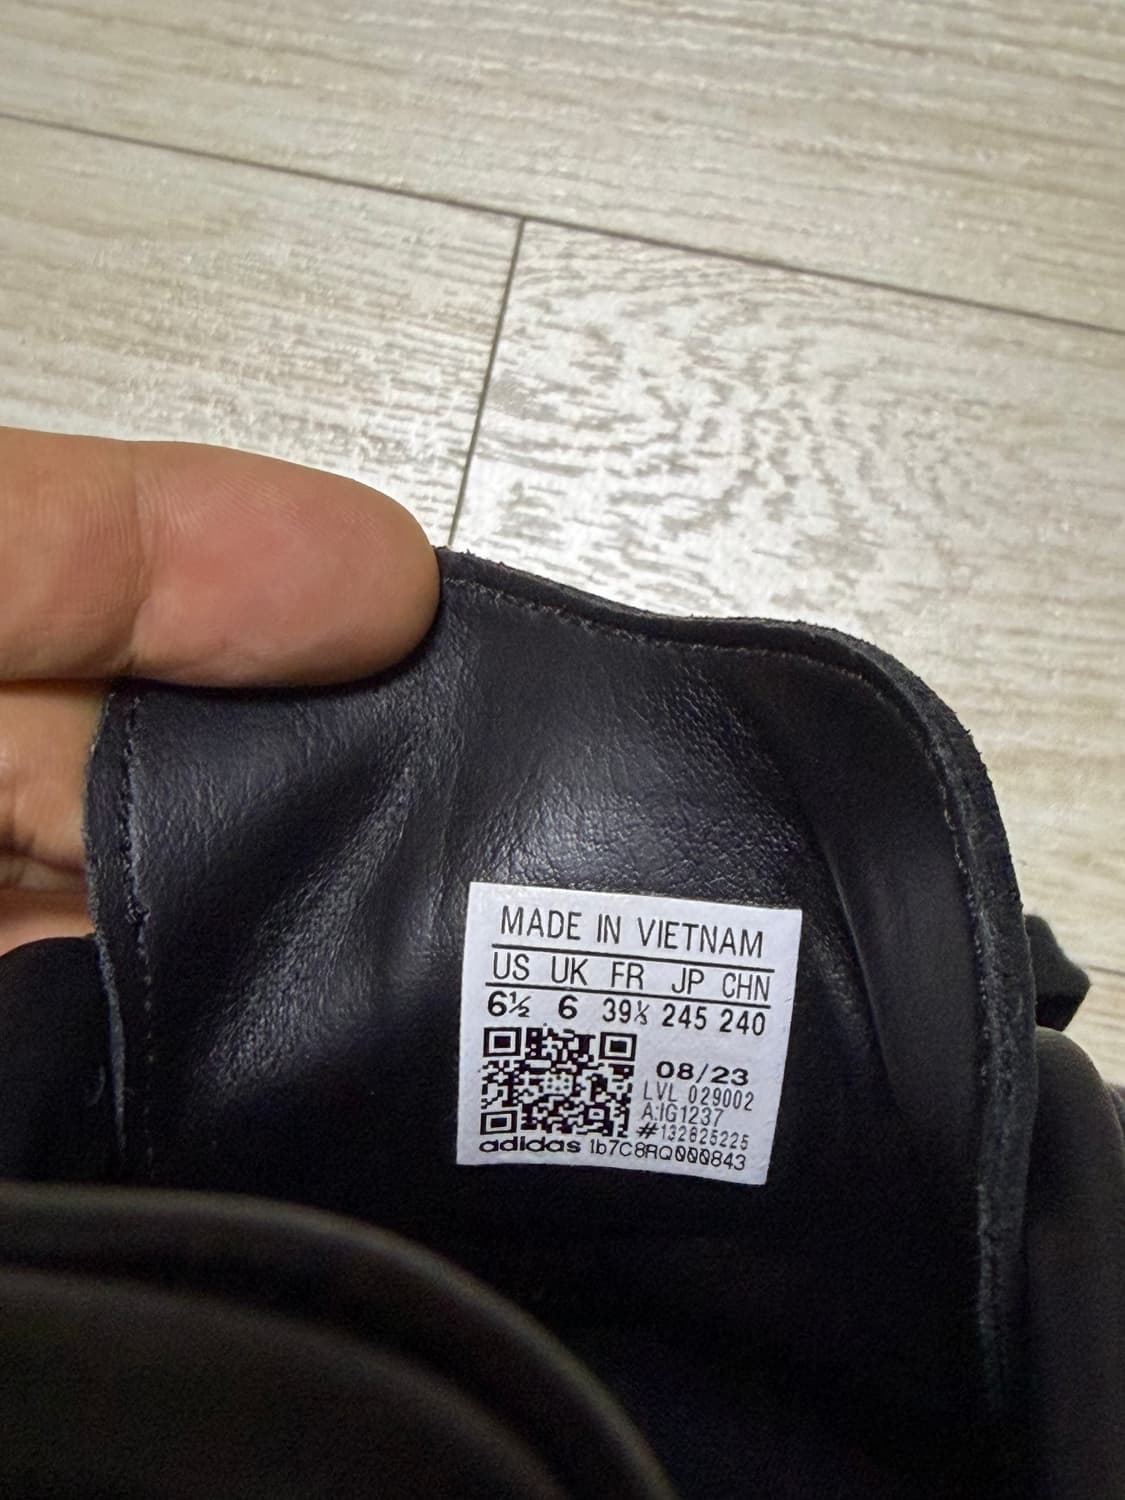 MADE IN VIETNAM
US UK FR JP CHN
6½ 6 39⅓ 245 240
08/23
LVL 029002
A:IG1237
#132825225
adidas 1b7C8RQ000843